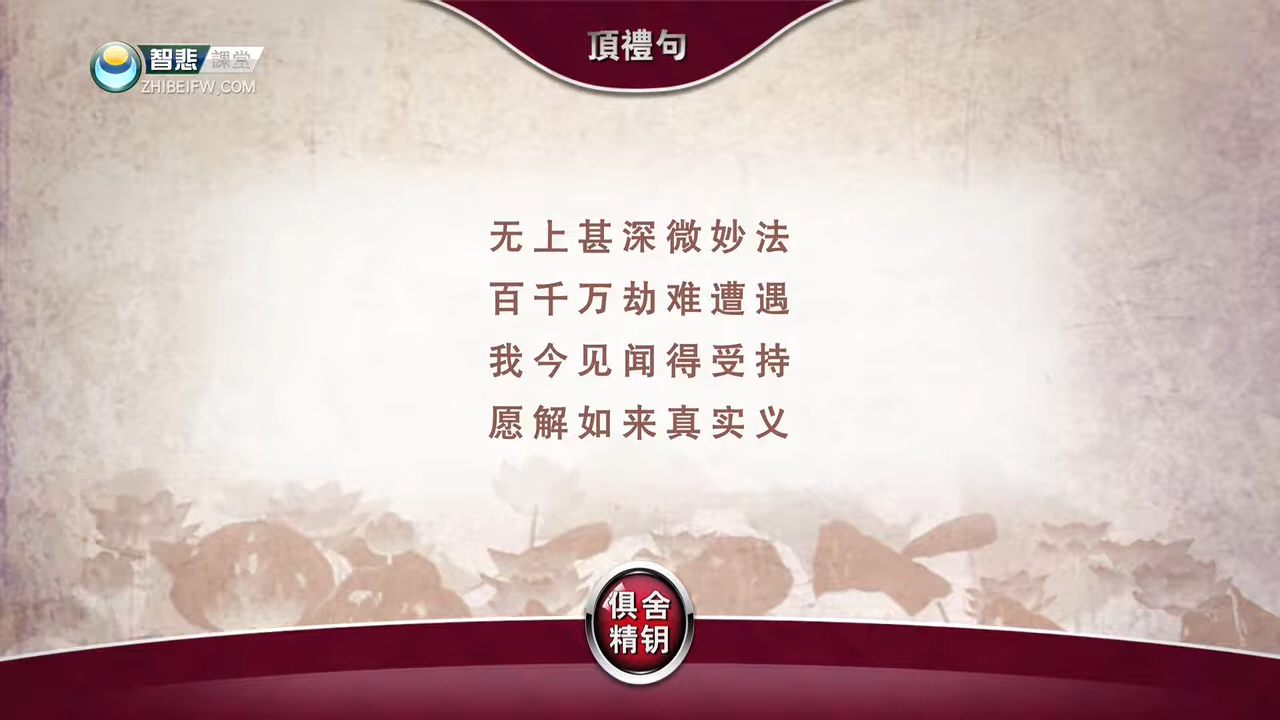 頂禮句
智悲課堂
ZHIBEIFW.COM
无上甚深微妙法
百千万劫难遭遇
我今见闻得受持
愿解如来真实义
俱舍
精钥